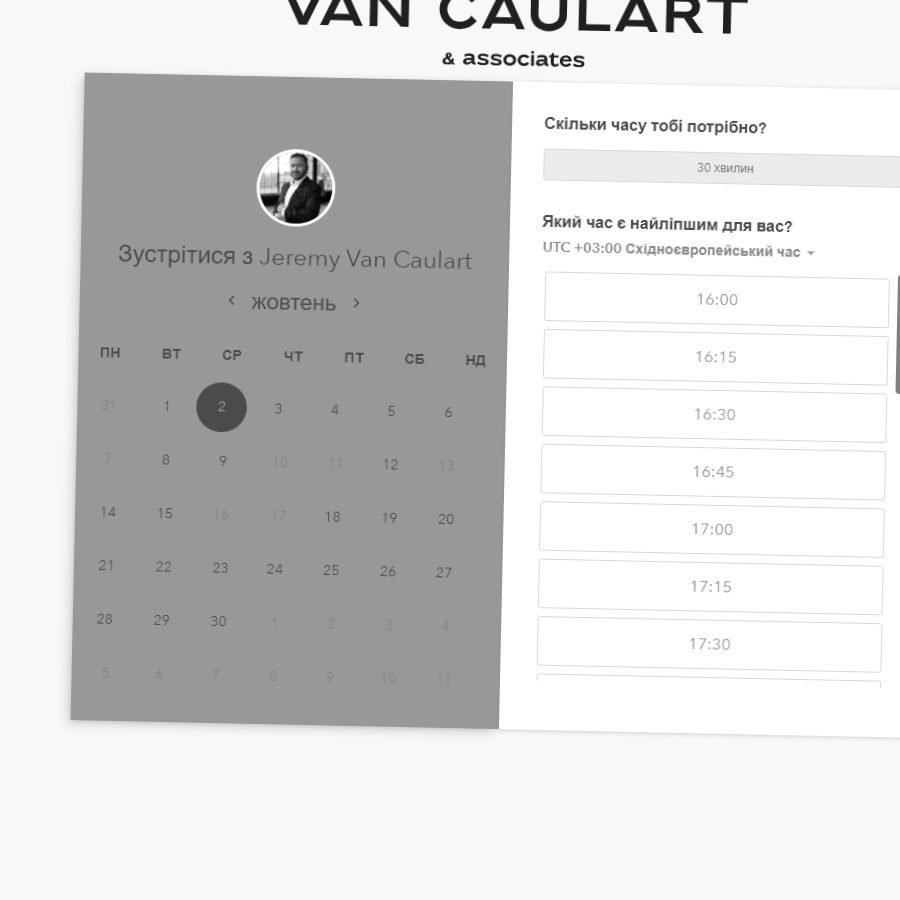 VAN CAULART
& associates
Зустрітися з Jeremy Van Caulart
жовтень
ПН ВТ СР ЧТ ПТ СБ НД
31 1 2 3 4 5 6
7 8 9 10 11 12 13
14 15 16 17 18 19 20
21 22 23 24 25 26 27
28 29 30 1 2 3 4
5 6 7 8 9 10 11
Скільки часу тобі потрібно?
30 хвилин
Який час є найліпшим для вас?
UTC +03:00 Східноєвропейський час
16:00
16:15
16:30
16:45
17:00
17:15
17:30